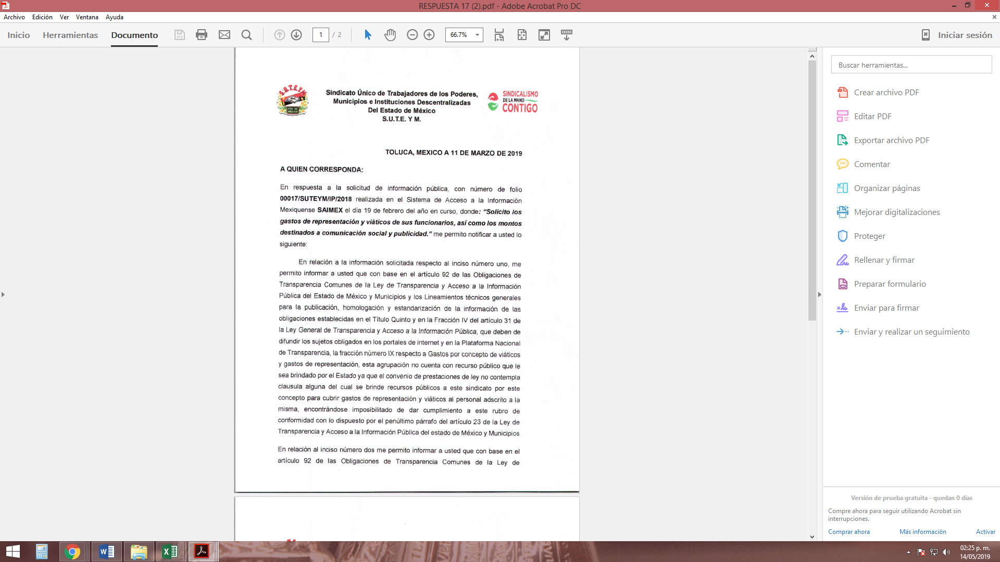 RESPUESTA 17 (2).pdf - Adobe Acrobat Pro DC
Archivo Edición Ver Ventana Ayuda
Inicio Herramientas Documento 1 / 2 66.7% Iniciar sesión
Sindicato Único de Trabajadores de los Poderes,
Municipios e Instituciones Descentralizadas
Del Estado de México
S.U.T.E. Y M.
S.U.T.E.Y.M.
EDO. DE
MEXICO
SINDICALISMO
DE LA MANO
CONTIGO
TOLUCA, MEXICO A 11 DE MARZO DE 2019
A QUIEN CORRESPONDA:
En respuesta a la solicitud de información pública, con número de folio
00017/SUTEYM/IP/2018 realizada en el Sistema de Acceso a la Información
Mexiquense SAIMEX el día 19 de febrero del año en curso, donde: “Solicito los
gastos de representación y viáticos de sus funcionarios, así como los montos
destinados a comunicación social y publicidad.” me permito notificar a usted lo
siguiente:
En relación a la información solicitada respecto al inciso número uno, me
permito informar a usted que con base en el artículo 92 de las Obligaciones de
Transparencia Comunes de la Ley de Transparencia y Acceso a la Información
Pública del Estado de México y Municipios y los Lineamientos técnicos generales
para la publicación, homologación y estandarización de la información de las
obligaciones establecidas en el Título Quinto y en la Fracción IV del artículo 31 de
la Ley General de Transparencia y Acceso a la Información Pública, que deben de
difundir los sujetos obligados en los portales de internet y en la Plataforma Nacional
de Transparencia, la fracción número IX respecto a Gastos por concepto de viáticos
y gastos de representación, esta agrupación no cuenta con recurso público que le
sea brindado por el Estado ya que el convenio de prestaciones de ley no contempla
clausula alguna del cual se brinde recursos públicos a este sindicato por este
concepto para cubrir gastos de representación y viáticos al personal adscrito a la
misma, encontrándose imposibilitado de dar cumplimiento a este rubro de
conformidad con lo dispuesto por el penúltimo párrafo del artículo 23 de la Ley de
Transparencia y Acceso a la Información Pública del estado de México y Municipios
En relación al inciso número dos me permito informar a usted que con base en el
artículo 92 de las Obligaciones de Transparencia Comunes de la Ley de
Buscar herramientas...
Crear archivo PDF
Editar PDF
Exportar archivo PDF
Comentar
Organizar páginas
Mejorar digitalizaciones
Proteger
Rellenar y firmar
Preparar formulario
Enviar para firmar
Enviar y realizar un seguimiento
Versión de prueba gratuita - quedan 0 días
Compre ahora para seguir utilizando Acrobat sin
interrupciones.
Comprar ahora Más información Activar
02:25 p. m.
14/05/2019